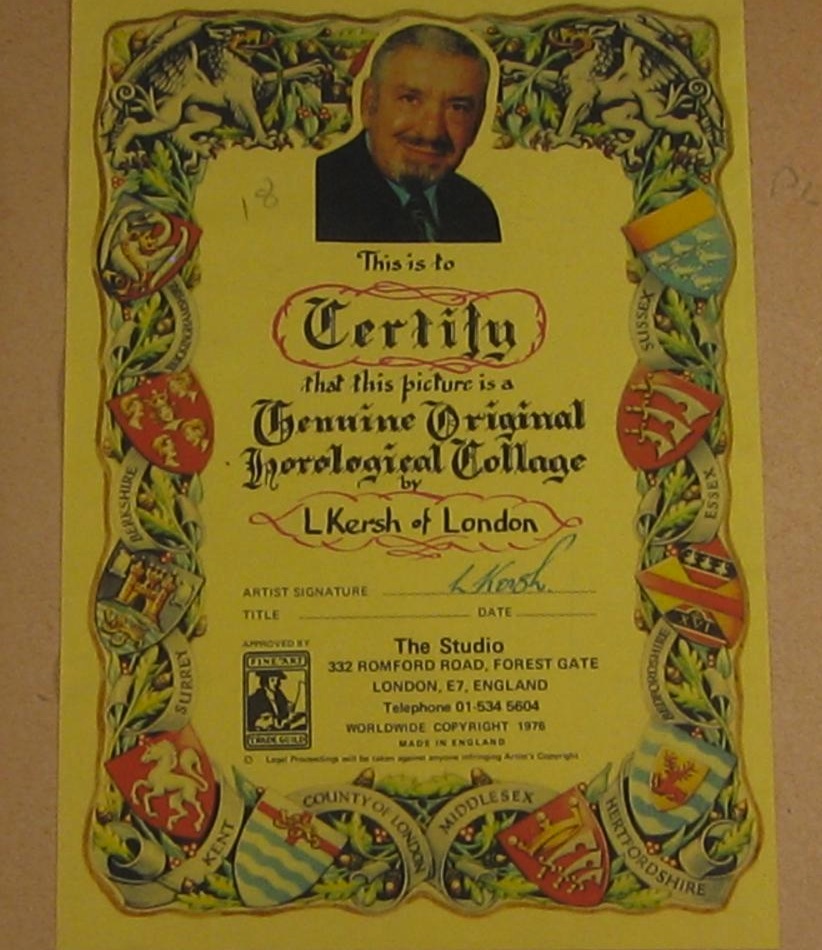 18
This is to
Certify
that this picture is a
Genuine Original
Horological Collage
by
L Kersh of London
ARTIST SIGNATURE L Kersh.
TITLE DATE
APPROVED BY
FINE ART
TRADE GUILD
The Studio
332 ROMFORD ROAD, FOREST GATE
LONDON, E7, ENGLAND
Telephone 01-534 5604
WORLDWIDE COPYRIGHT 1976
MADE IN ENGLAND
© Legal Proceedings will be taken against anyone infringing Artist's Copyright
BUCKINGHAMSHIRE
BERKSHIRE
SURREY
KENT
COUNTY OF LONDON
MIDDLESEX
HERTFORDSHIRE
BEDFORDSHIRE
ESSEX
SUSSEX